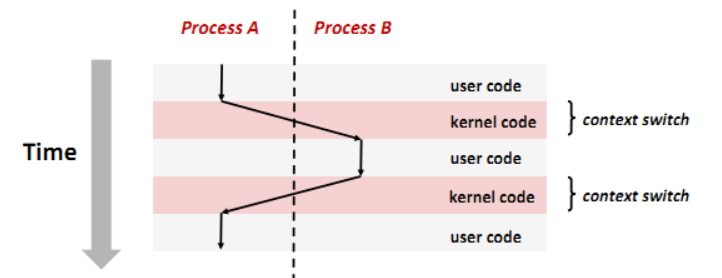 Process A
Process B
user code
kernel code
context switch
Time
user code
kernel code
context switch
user code